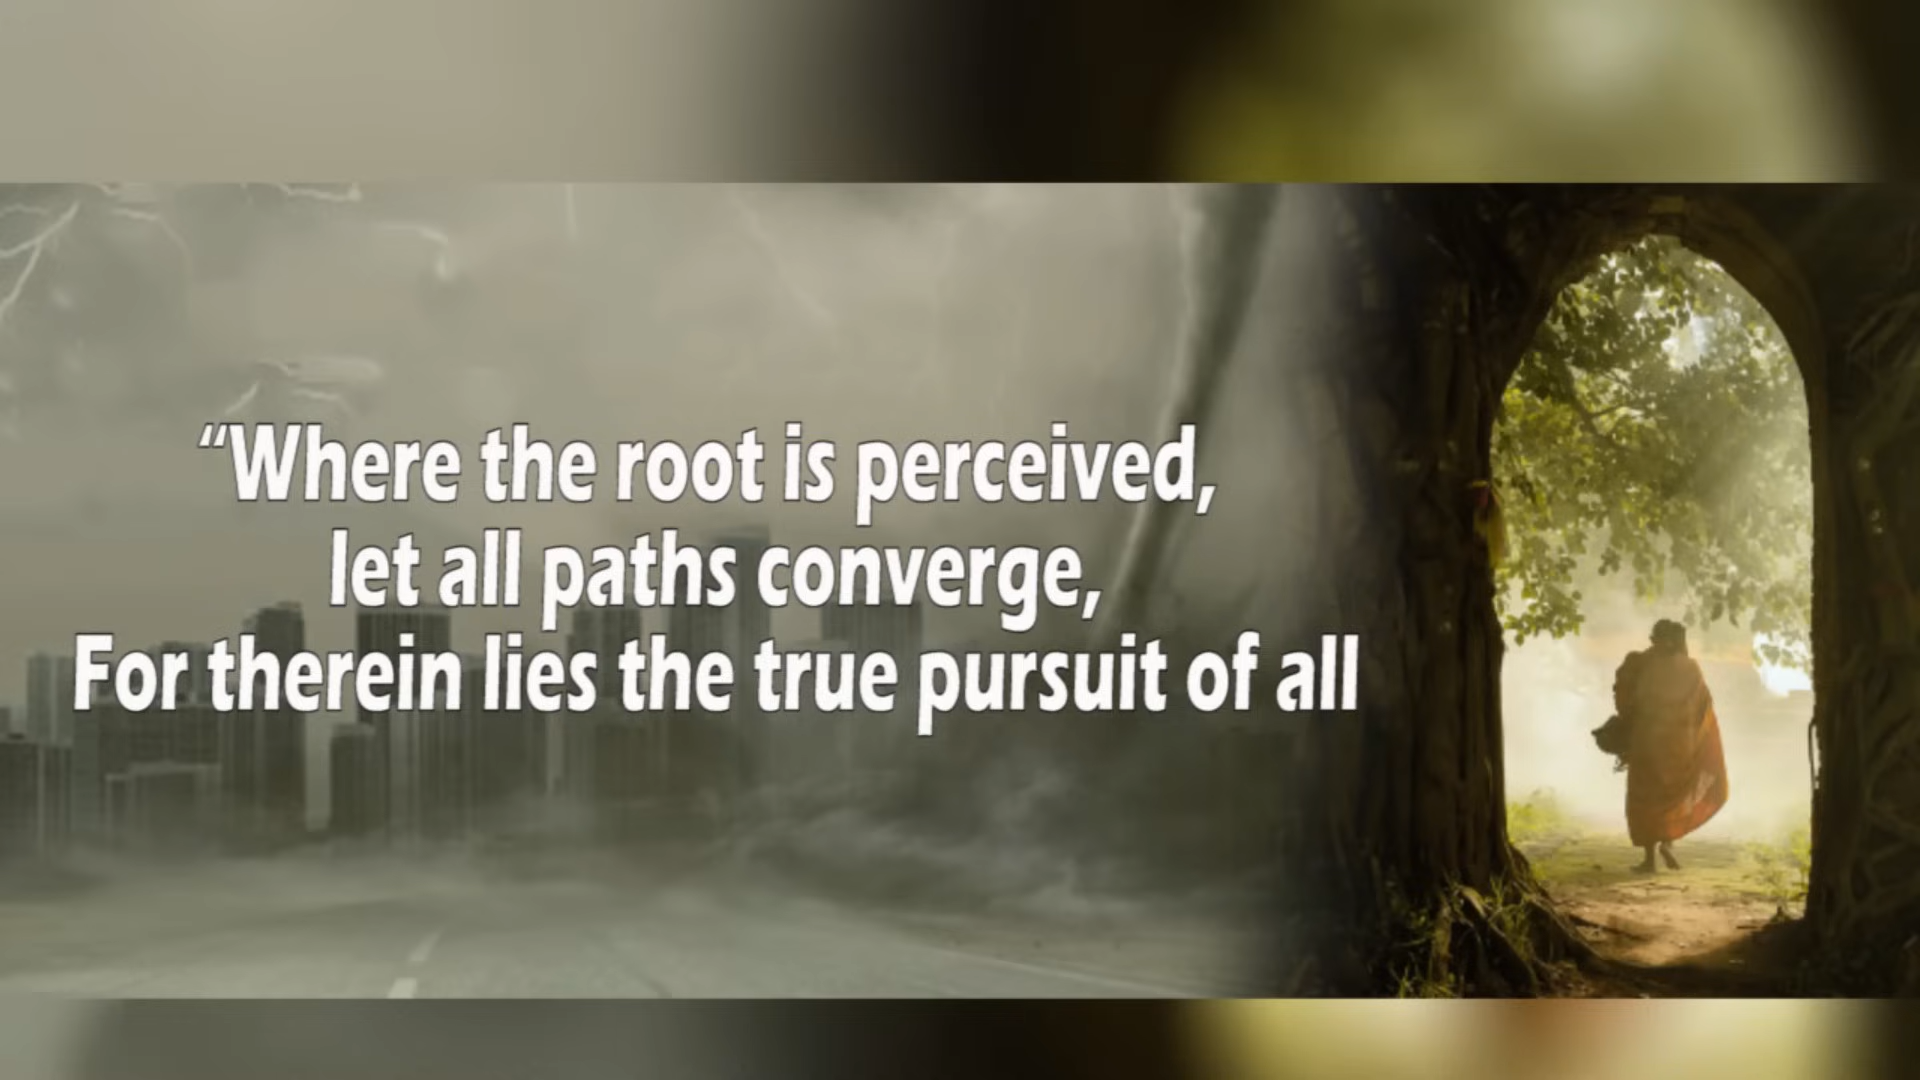 “Where the root is perceived,
let all paths converge,
For therein lies the true pursuit of all